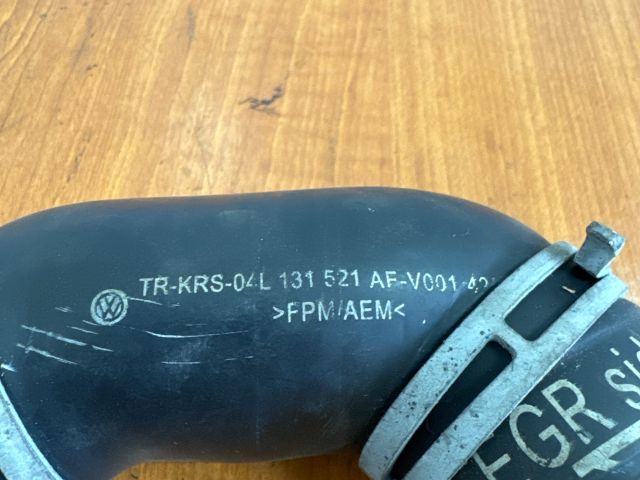 TR-KRS-04L 131 521 AF-V001
>FPM/AEM<
EGR